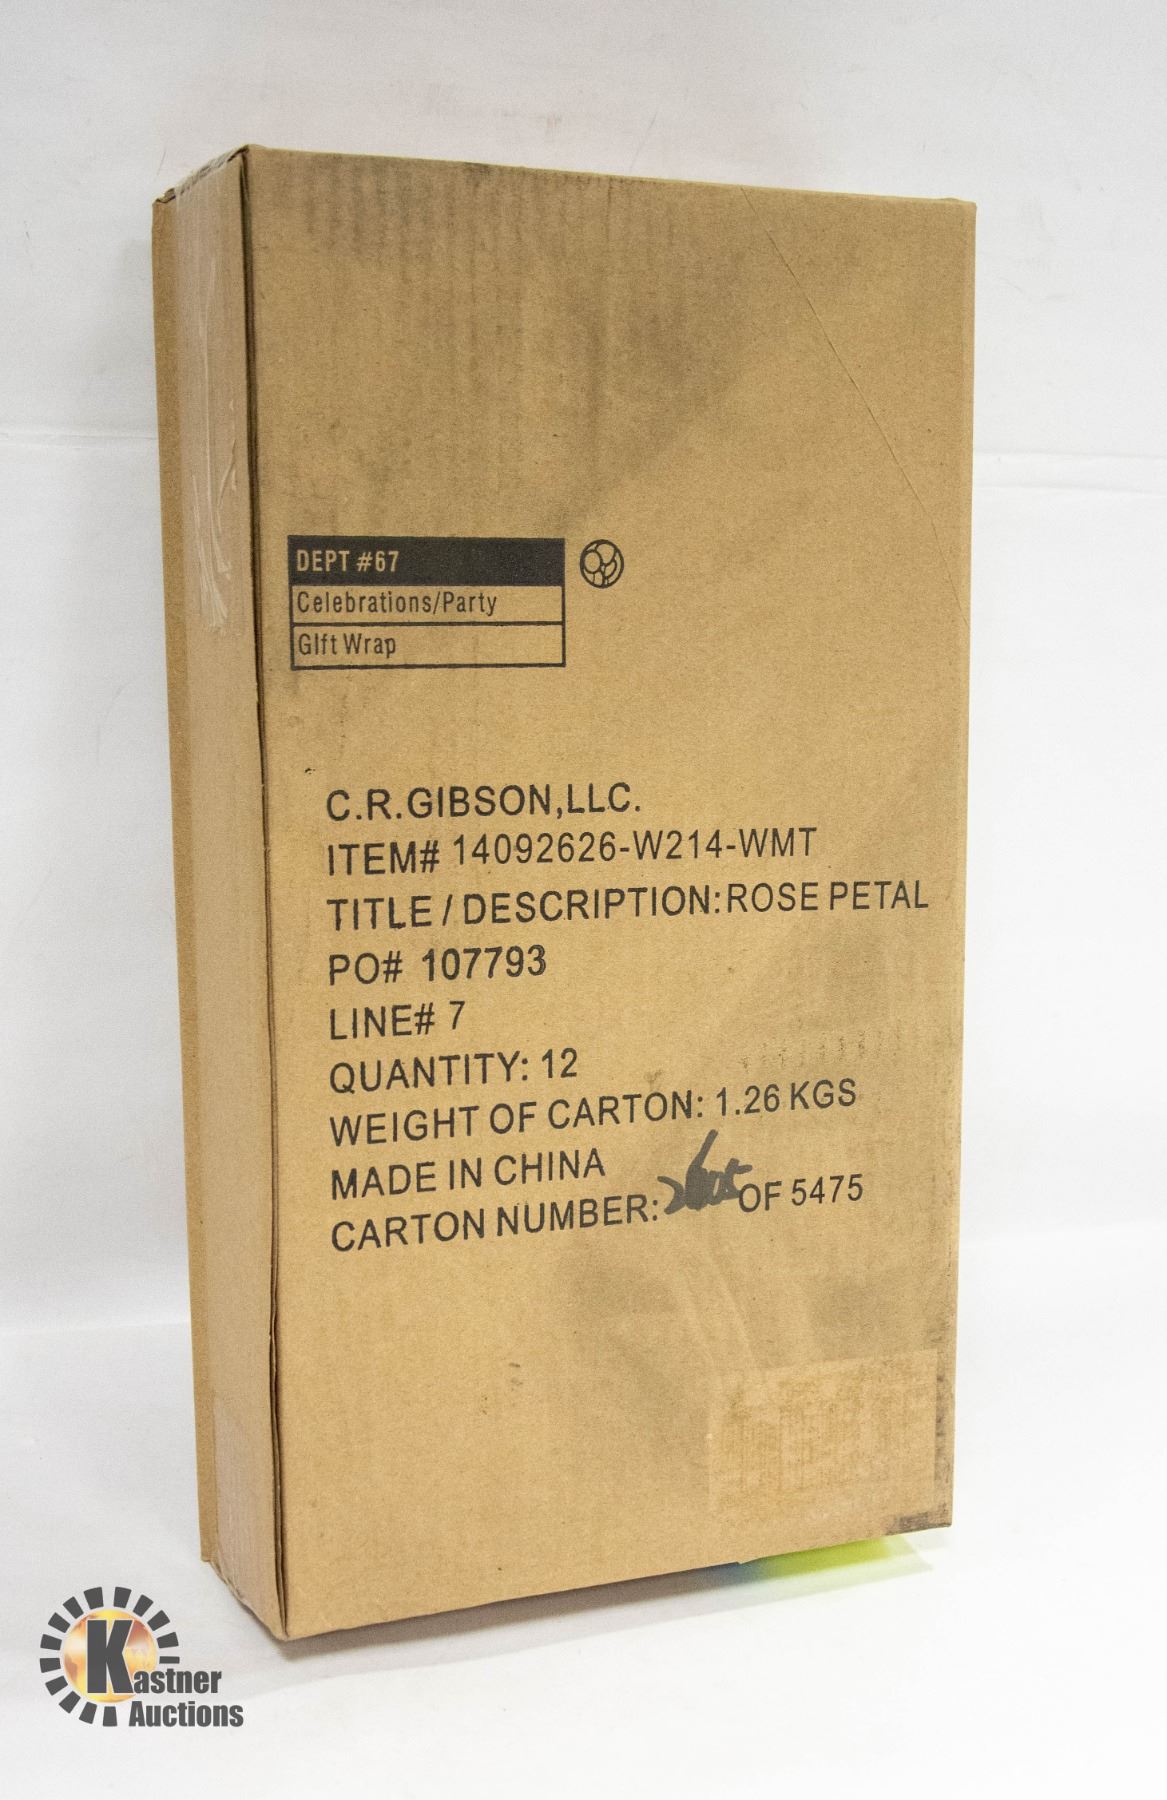 DEPT #67
Celebrations/Party
GIft Wrap
C.R.GIBSON,LLC.
ITEM# 14092626-W214-WMT
TITLE / DESCRIPTION:ROSE PETAL
PO# 107793
LINE# 7
QUANTITY: 12
WEIGHT OF CARTON: 1.26 KGS
MADE IN CHINA
CARTON NUMBER: OF 5475
Kastner
Auctions